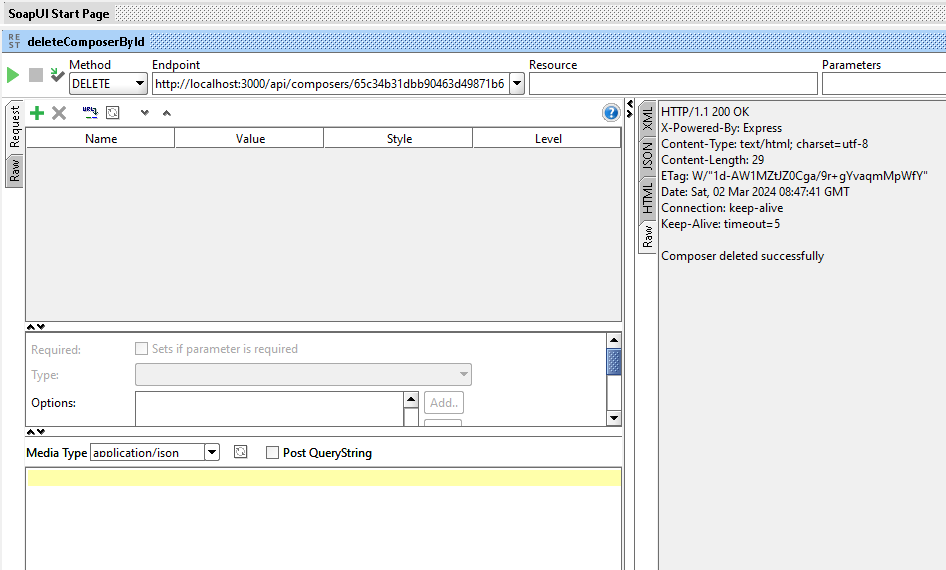 SoapUI Start Page
REST deleteComposerById
Method Endpoint Resource Parameters
DELETE http://localhost:3000/api/composers/65c34b31dbb90463d49871b6
Request
Raw
Name Value Style Level
Required: Sets if parameter is required
Type:
Options: Add..
Media Type application/json Post QueryString
XML
JSON
HTML
Raw
HTTP/1.1 200 OK
X-Powered-By: Express
Content-Type: text/html; charset=utf-8
Content-Length: 29
ETag: W/"1d-AW1MZtJZ0Cga/9r+gYvaqmMpWfY"
Date: Sat, 02 Mar 2024 08:47:41 GMT
Connection: keep-alive
Keep-Alive: timeout=5
Composer deleted successfully